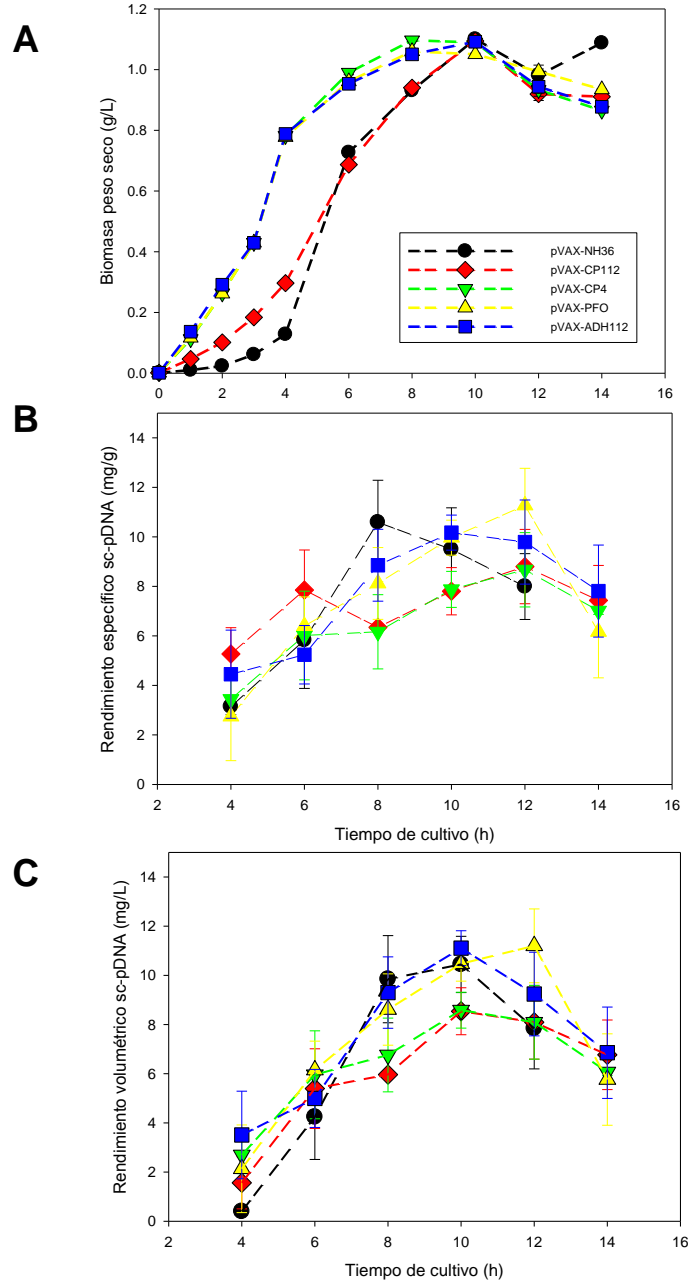 A
Biomasa peso seco (g/L)
1.2
1.0
0.8
0.6
0.4
0.2
0.0
pVAX-NH36
pVAX-CP112
pVAX-CP4
pVAX-PFO
pVAX-ADH112
0 2 4 6 8 10 12 14 16
B
Rendimiento específico sc-pDNA (mg/g)
14
12
10
8
6
4
2
0
2 4 6 8 10 12 14 16
Tiempo de cultivo (h)
C
Rendimiento volumétrico sc-pDNA (mg/L)
14
12
10
8
6
4
2
0
2 4 6 8 10 12 14 16
Tiempo de cultivo (h)